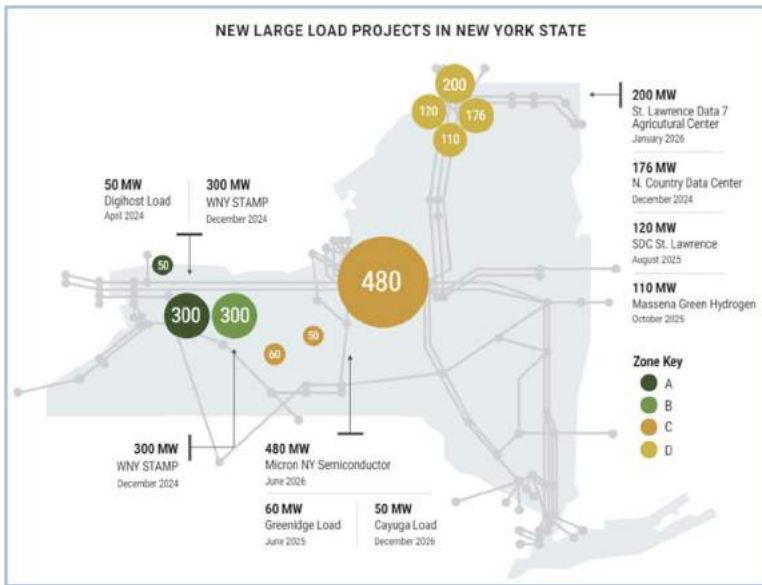 NEW LARGE LOAD PROJECTS IN NEW YORK STATE
200
120
176
110
200 MW
St. Lawrence Data 7
Agricutural Center
January 2026
176 MW
N. Country Data Center
December 2024
120 MW
SDC St. Lawrence
August 2025
110 MW
Massena Green Hydrogen
October 2025
50 MW
Digihost Load
April 2024
300 MW
WNY STAMP
December 2024
50
480
300
300
50
60
Zone Key
A
B
C
D
300 MW
WNY STAMP
December 2024
480 MW
Micron NY Semiconductor
June 2026
60 MW
Greenidge Load
June 2025
50 MW
Cayuga Load
December 2026